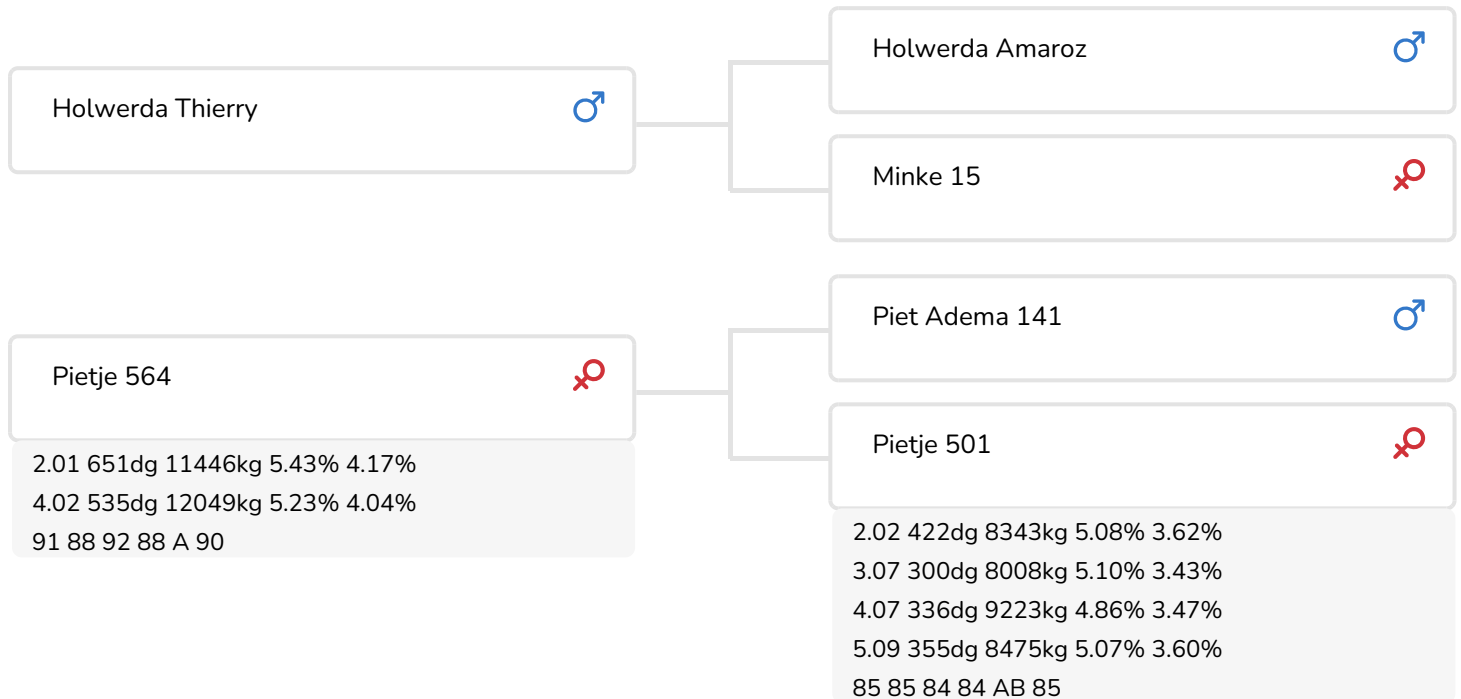 Holwerda Thierry
Holwerda Amaroz
Minke 15
Pietje 564
2.01 651dg 11446kg 5.43% 4.17%
4.02 535dg 12049kg 5.23% 4.04%
91 88 92 88 A 90
Piet Adema 141
Pietje 501
2.02 422dg 8343kg 5.08% 3.62%
3.07 300dg 8008kg 5.10% 3.43%
4.07 336dg 9223kg 4.86% 3.47%
5.09 355dg 8475kg 5.07% 3.60%
85 85 84 84 AB 85